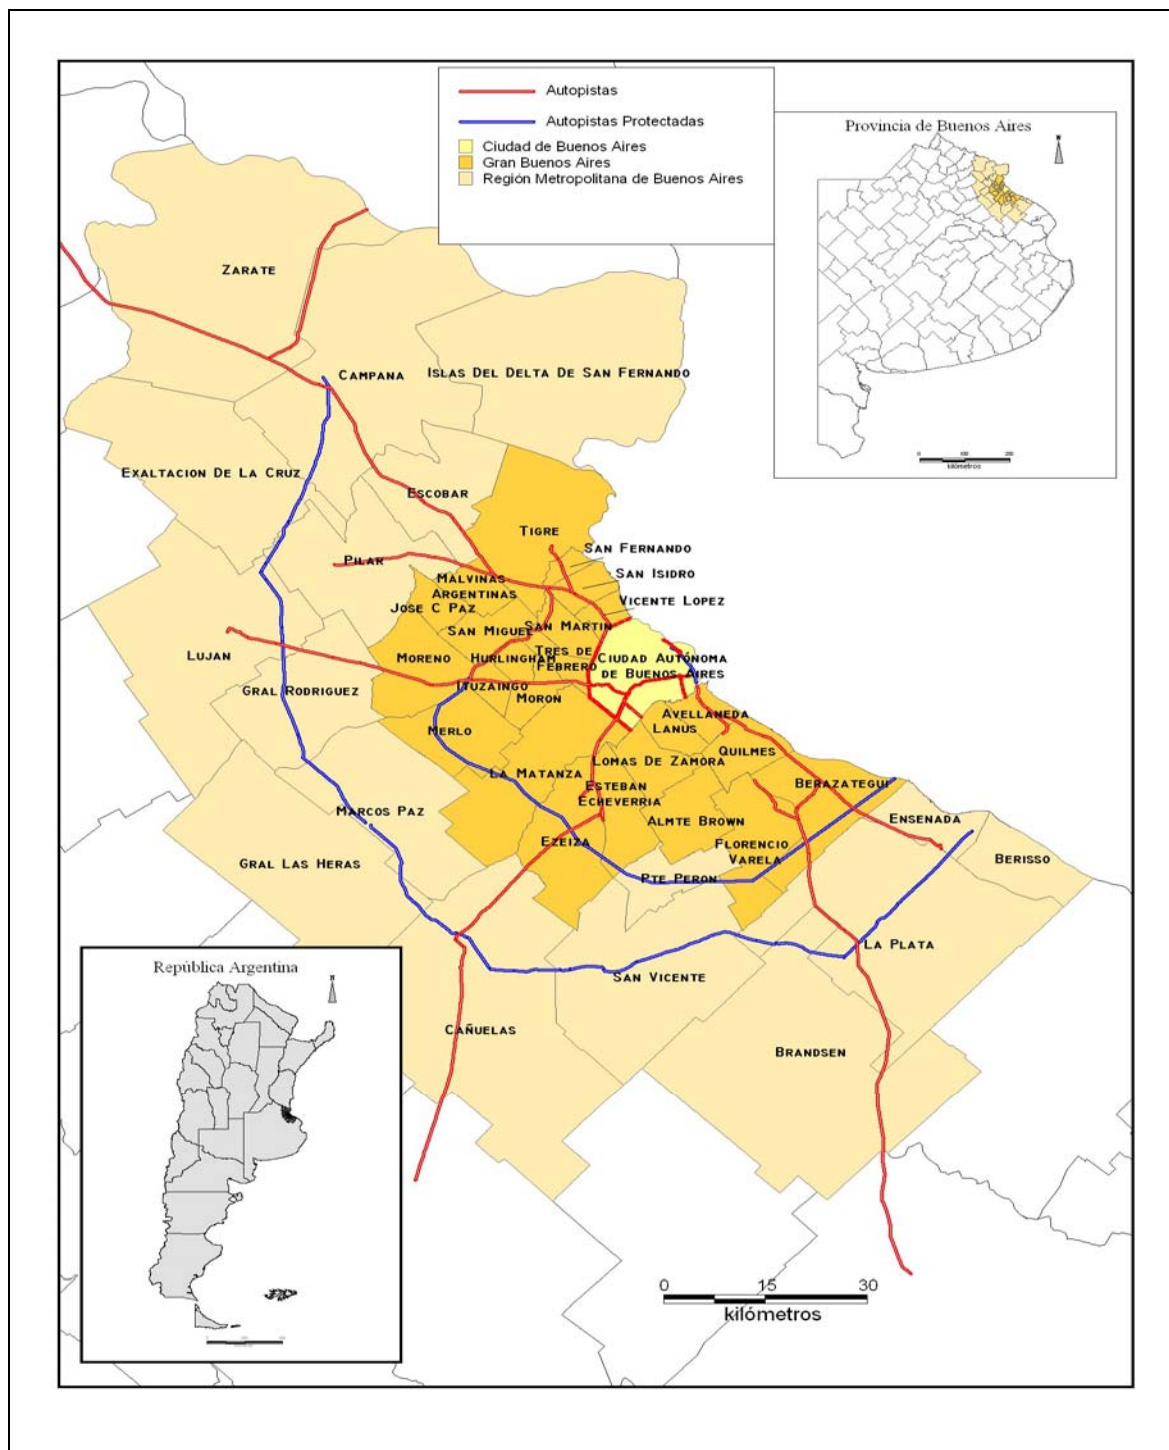 Autopistas
Autopistas Protectadas
Ciudad de Buenos Aires
Gran Buenos Aires
Región Metropolitana de Buenos Aires
Provincia de Buenos Aires
N
0 100 200
kilómetros
ZARATE
CAMPANA
ISLAS DEL DELTA DE SAN FERNANDO
EXALTACION DE LA CRUZ
ESCOBAR
TIGRE
SAN FERNANDO
PILAR
SAN ISIDRO
MALVINAS
ARGENTINAS
VICENTE LOPEZ
JOSE C PAZ
SAN MIGUEL
SAN MARTIN
LUJAN
MORENO
HURLINGHAM
TRES DE
FEBRERO
CIUDAD AUTÓNOMA
DE BUENOS AIRES
GRAL RODRIGUEZ
ITUZAINGO
MORON
AVELLANEDA
LANUS
MERLO
QUILMES
LOMAS DE ZAMORA
LA MATANZA
BERAZATEGUI
ESTEBAN
ECHEVERRIA
MARCOS PAZ
ALMTE BROWN
ENSENADA
EZEIZA
FLORENCIO
VARELA
BERISSO
GRAL LAS HERAS
PTE PERON
LA PLATA
SAN VICENTE
CAÑUELAS
BRANDSEN
República Argentina
N
0 15 30
kilómetros